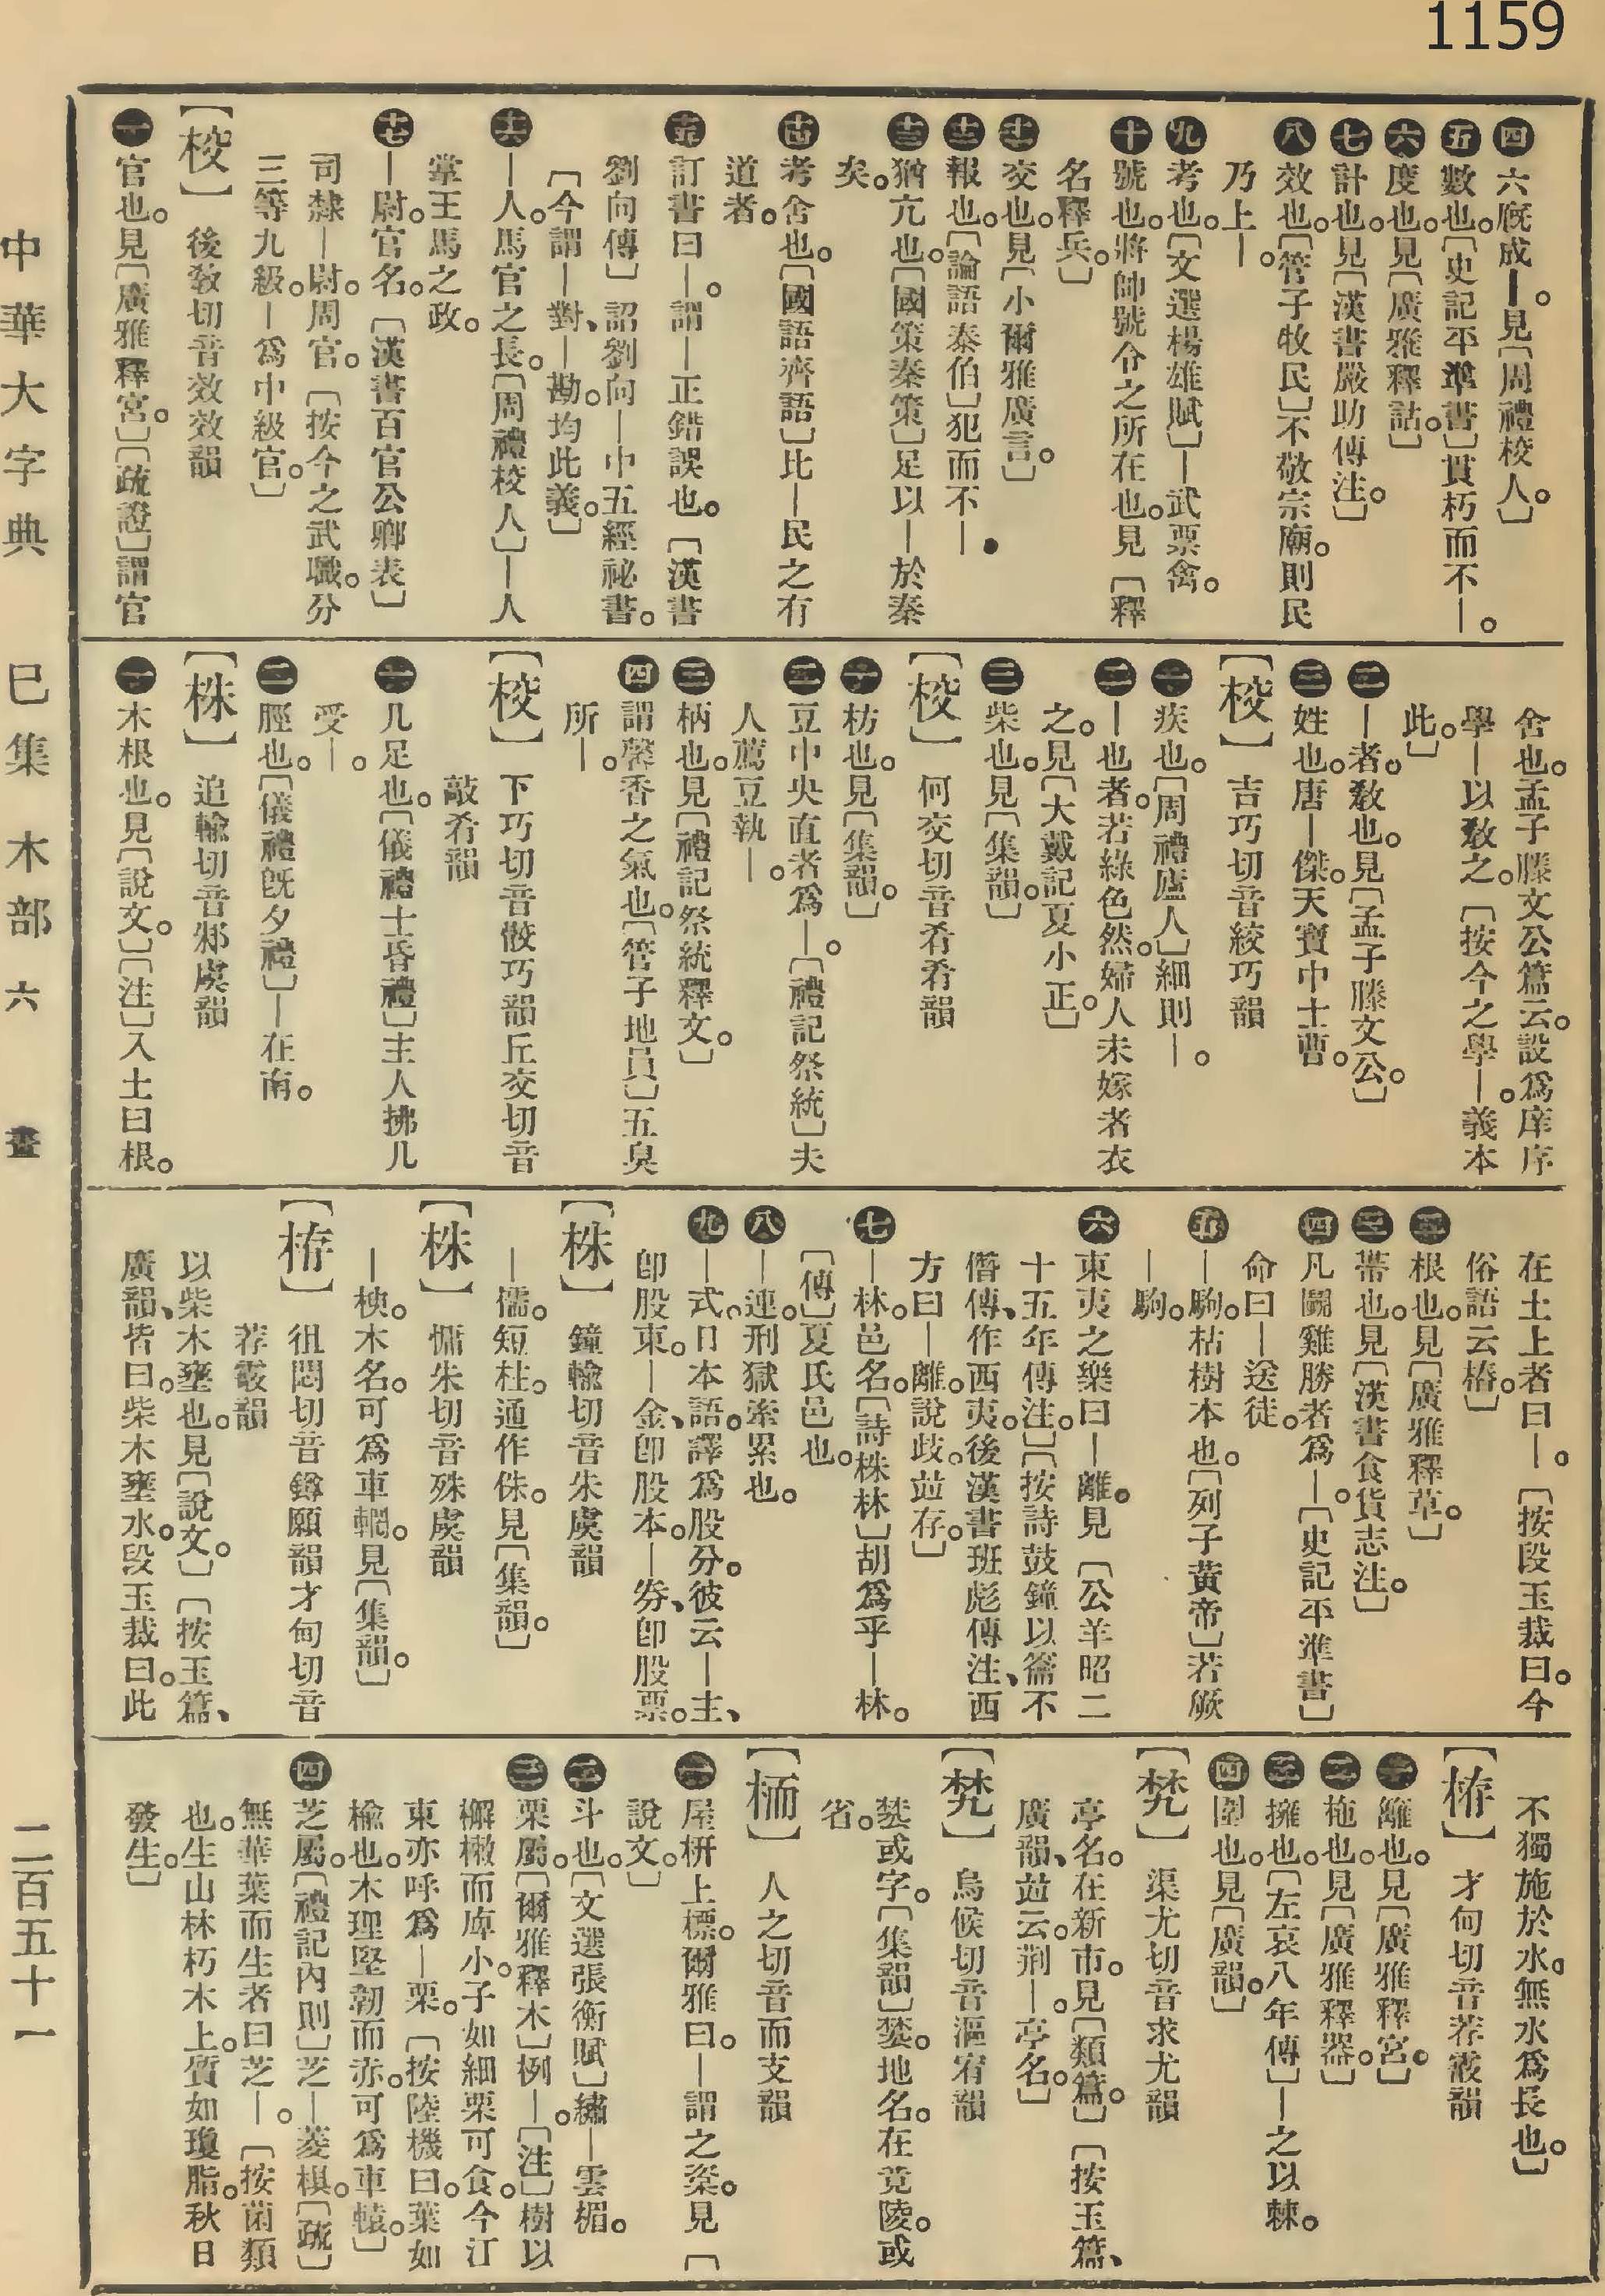 1159
四六廐成—。見〔周禮校人。〕
五數也。〔史記平準書〕貫朽而不—。
六度也。見〔廣雅釋詁。〕
七計也。見〔漢書嚴助傳注。〕
八效也。〔管子牧民〕不敬宗廟。則民
乃上—。
九考也。〔文選楊雄賦〕—武票禽。
十號也。將帥號令之所在也。見〔釋
名釋兵。〕
十一交也。見〔小爾雅廣言。〕
十二報也。〔論語泰伯〕犯而不—●
十三猶亢也。〔國策秦策〕足以—於秦
矣。
十四考舍也。〔國語齊語〕比—民之有
道者。
十五訂書曰—。謂—正錯誤也。〔漢書
劉向傳〕詔劉向—中五經祕書。
〔今謂—對、—勘。均此義。〕
十六—人。馬官之長。〔周禮校人〕—人
掌王馬之政。
十七—尉。官名。〔漢書百官公卿表〕
司隸—尉。周官。〔按今之武職。分
三等九級。—爲中級官。〕
【校】後敎切音效效韻
一官也。見〔廣雅釋宮。〕〔疏證〕謂官
舍也。孟子滕文公篇云。設爲庠序
學—以敎之。〔按今之學—。義本
此。〕
二—者。敎也。見〔孟子滕文公。〕
三姓也。唐—傑。天寶中士曹。
【校】吉巧切音絞巧韻
一疾也。〔周禮廬人〕細則—。
二—也者。若綠色然。婦人未嫁者衣
之。見〔大戴記夏小正。〕
三柴也。見〔集韻。〕
【校】何交切音肴肴韻
一枋也。見〔集韻。〕
二豆中央直者爲—。〔禮記祭統〕夫
人薦豆執—。
三柄也。見〔禮記祭統釋文。〕
四謂馨香之氣也。〔管子地員〕五臭
所—。
【校】下巧切音骹巧韻丘交切音
敲肴韻
一几足也。〔儀禮士昏禮〕主人拂几
受—。
二脛也。〔儀禮旣夕禮〕—在南。
【株】追輸切音邾虞韻
一木根也。見〔說文。〕〔注〕入土曰根。
在土上者曰—。〔按段玉裁曰。今
俗語云樁。〕
二根也。見〔廣雅釋草。〕
三蔕也。見〔漢書食貨志注。〕
四凡鬭雞勝者爲—。〔史記平準書〕
命曰—送徒。
五—駒。枯樹本也。〔列子黃帝〕若厥
—駒。
六東夷之樂曰—離。見〔公羊昭二
十五年傳注。〕〔按詩鼓鐘以籥不
僭傳、作西夷。後漢書班彪傳注、西
方曰—離。說歧。竝存。〕
七—林。邑名。〔詩株林〕胡爲乎—林。
〔傳〕夏氏邑也。
八—連。刑獄牽累也。
九—式。日本語。譯爲股分。彼云—主、
卽股東。—金、卽股本。—券、卽股票。
【株】鐘輸切音朱虞韻
—儒。短柱。通作侏。見〔集韻。〕
【株】慵朱切音殊虞韻
—楰。木名。可爲車輞。見〔集韻。〕
【栫】徂悶切音鐏願韻才甸切音
荐霰韻
以柴木壅也。見〔說文。〕〔按玉篇、
廣韻、皆曰。柴木壅水。段玉裁曰。此
不獨施於水。無水爲長也。〕
【栫】才甸切音荐霰韻
一籬也。見〔廣雅釋宮。〕
二柂也。見〔廣雅釋器。〕
三擁也。〔左哀八年傳〕—之以棘。
四圍也。見〔廣韻。〕
【梵】渠尤切音求尤韻
亭名。在新市。見〔類篇。〕〔按玉篇、
廣韻、竝云。荆—。亭名。〕
【梵】烏候切音漚宥韻
婪或字。〔集韻〕婪。地名。在竟陵。或
省。
【栭】人之切音而支韻
一屋枅上標。爾雅曰。—謂之楶。見〔
說文。〕
二斗也。〔文選張衡賦〕繡—雲楣。
三栗屬。〔爾雅釋木〕栵—。〔注〕樹以
檞樕而庳小。子如細栗可食。今江
東亦呼爲—栗。〔按陸機曰。葉如
榆也。木理堅韌而赤。可爲車轅。〕
四芝屬。〔禮記內則〕芝—菱椇。〔疏〕
無華葉而生者曰芝—。〔按菌類
也。生山林朽木上。質如瓊脂。秋日
發生。〕
中華大字典　巳集　木部　六　畫　二百五十一